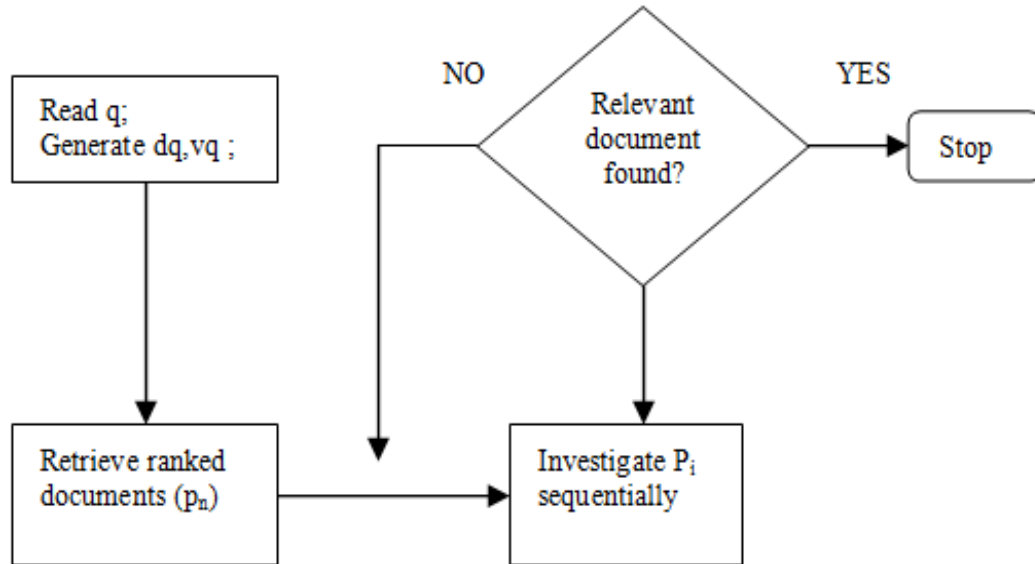 Read q;
Generate dq,vq ;
NO
Relevant
document
found?
YES
Stop
Retrieve ranked
documents (pₙ)
Investigate Pᵢ
sequentially